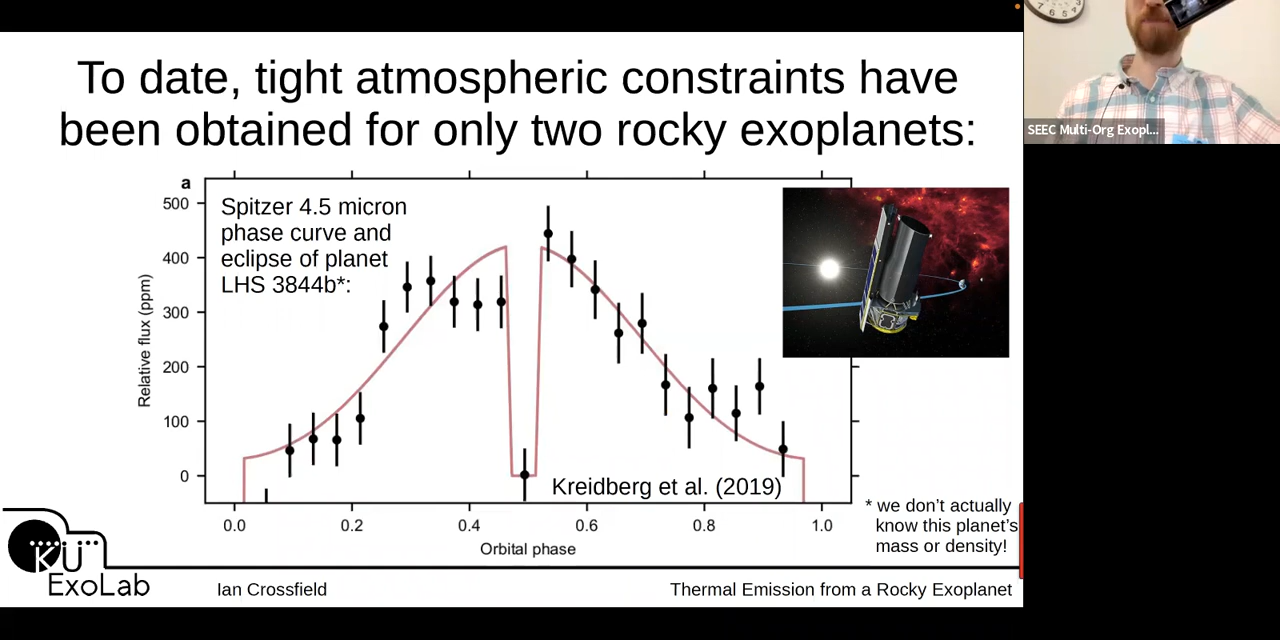 To date, tight atmospheric constraints have
been obtained for only two rocky exoplanets:
a
Spitzer 4.5 micron
phase curve and
eclipse of planet
LHS 3844b*:
500
400
300
200
100
0
Relative flux (ppm)
Kreidberg et al. (2019)
0.0 0.2 0.4 0.6 0.8 1.0
Orbital phase
* we don't actually
know this planet's
mass or density!
KU
ExoLab
Ian Crossfield
Thermal Emission from a Rocky Exoplanet
SEEC Multi-Org Exopl...